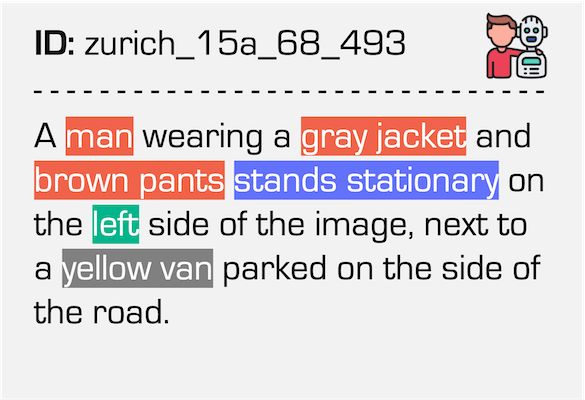 ID: zurich_15a_68_493
A man wearing a gray jacket and
brown pants stands stationary on
the left side of the image, next to
a yellow van parked on the side of
the road.